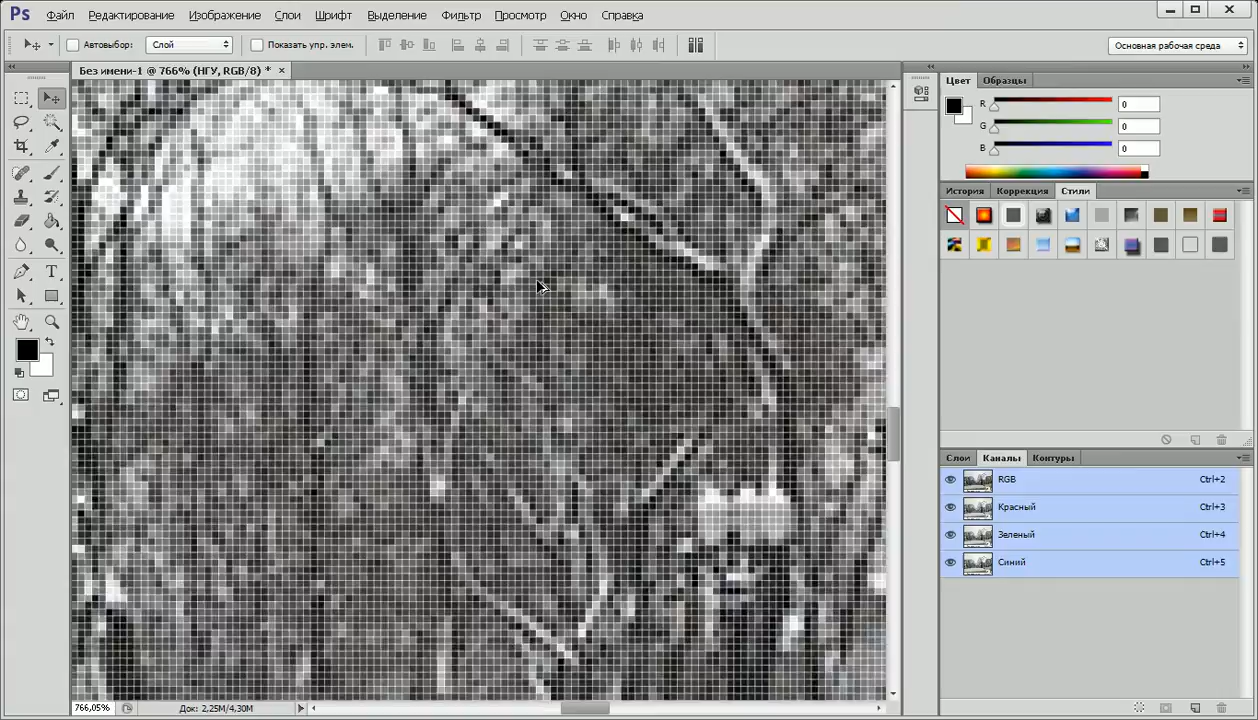 Ps Файл Редактирование Изображение Слои Шрифт Выделение Фильтр Просмотр Окно Справка
Автовыбор: Слой Показать упр. элем. Основная рабочая среда
Без имени-1 @ 766% (НГУ, RGB/8) *
Цвет Образцы
R 0
G 0
B 0
История Коррекция Стили
T
Слои Каналы Контуры
RGB Ctrl+2
Красный Ctrl+3
Зеленый Ctrl+4
Синий Ctrl+5
766,05% Док: 2,25M/4,30M